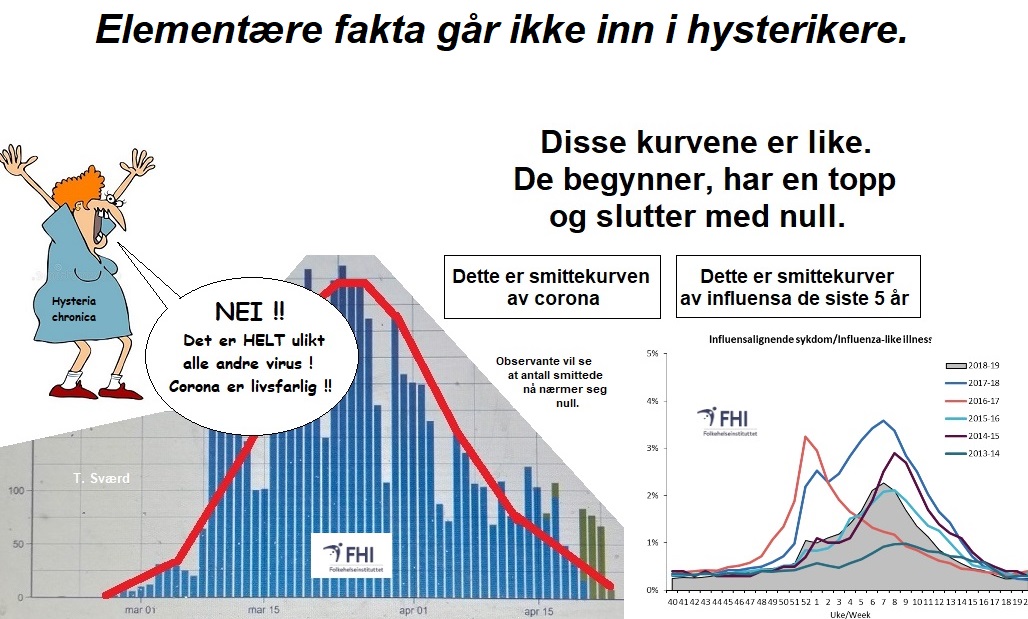 Elementære fakta går ikke inn i hysterikere.
Disse kurvene er like.
De begynner, har en topp
og slutter med null.
Hysteria
chronica
NEI !!
Det er HELT ulikt
alle andre virus !
Corona er livsfarlig !!
Dette er smittekurven
av corona
Dette er smittekurver
av influensa de siste 5 år
Observante vil se
at antall smittede
nå nærmer seg
null.
T. Sværd
100
50
0
mar 01
mar 15
apr 01
apr 15
FHI
Folkehelseinstituttet
Influensalignende sykdom/Influenza-like illness
5%
4%
3%
2%
1%
0%
FHI
Folkehelseinstituttet
2018-19
2017-18
2016-17
2015-16
2014-15
2013-14
40 41 42 43 44 45 46 47 48 49 50 51 52 1 2 3 4 5 6 7 8 9 10 11 12 13 14 15 16 17 18 19 2
Uke/Week